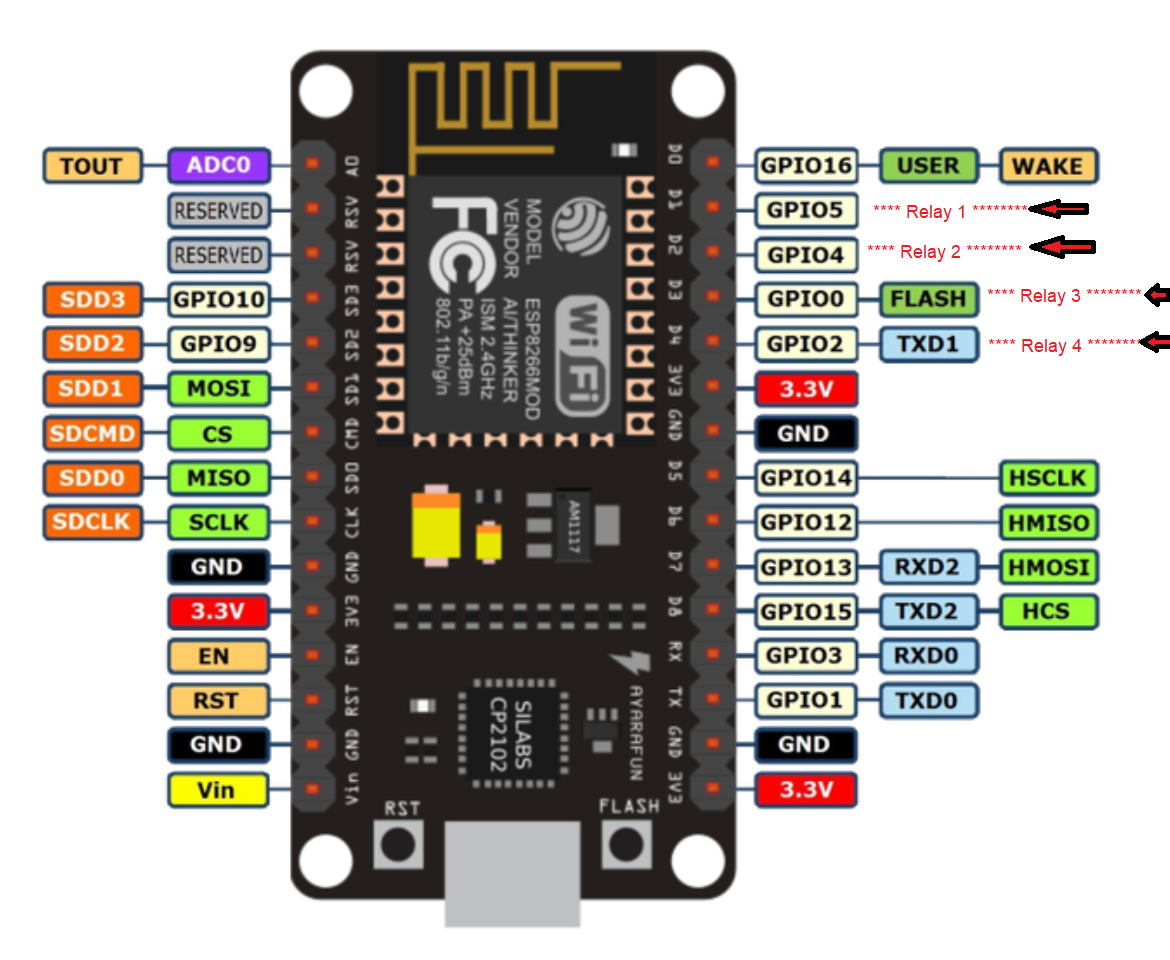 TOUT ADC0 A0 D0 GPIO16 USER WAKE
RESERVED RSV D1 GPIO5 **** Relay 1 ********
RESERVED RSV D2 GPIO4 **** Relay 2 ********
SDD3 GPIO10 SD3 D3 GPIO0 FLASH **** Relay 3 ********
SDD2 GPIO9 SD2 D4 GPIO2 TXD1 **** Relay 4 ********
SDD1 MOSI SD1 3V3 3.3V
SDCMD CS CMD GND GND
SDD0 MISO SD0 D5 GPIO14 HSCLK
SDCLK SCLK CLK D6 GPIO12 HMISO
GND GND D7 GPIO13 RXD2 HMOSI
3.3V 3V3 D8 GPIO15 TXD2 HCS
EN EN RX GPIO3 RXD0
RST RST TX GPIO1 TXD0
GND GND GND GND
Vin Vin 3V3 3.3V
MODEL ESP8266MOD
VENDOR AI/THINKER
ISM 2.4GHz
PA +25dBm
802.11b/g/n
FCC
WiFi
AM1117
SILABS
CP2102
AYARAFUN
RST
FLASH